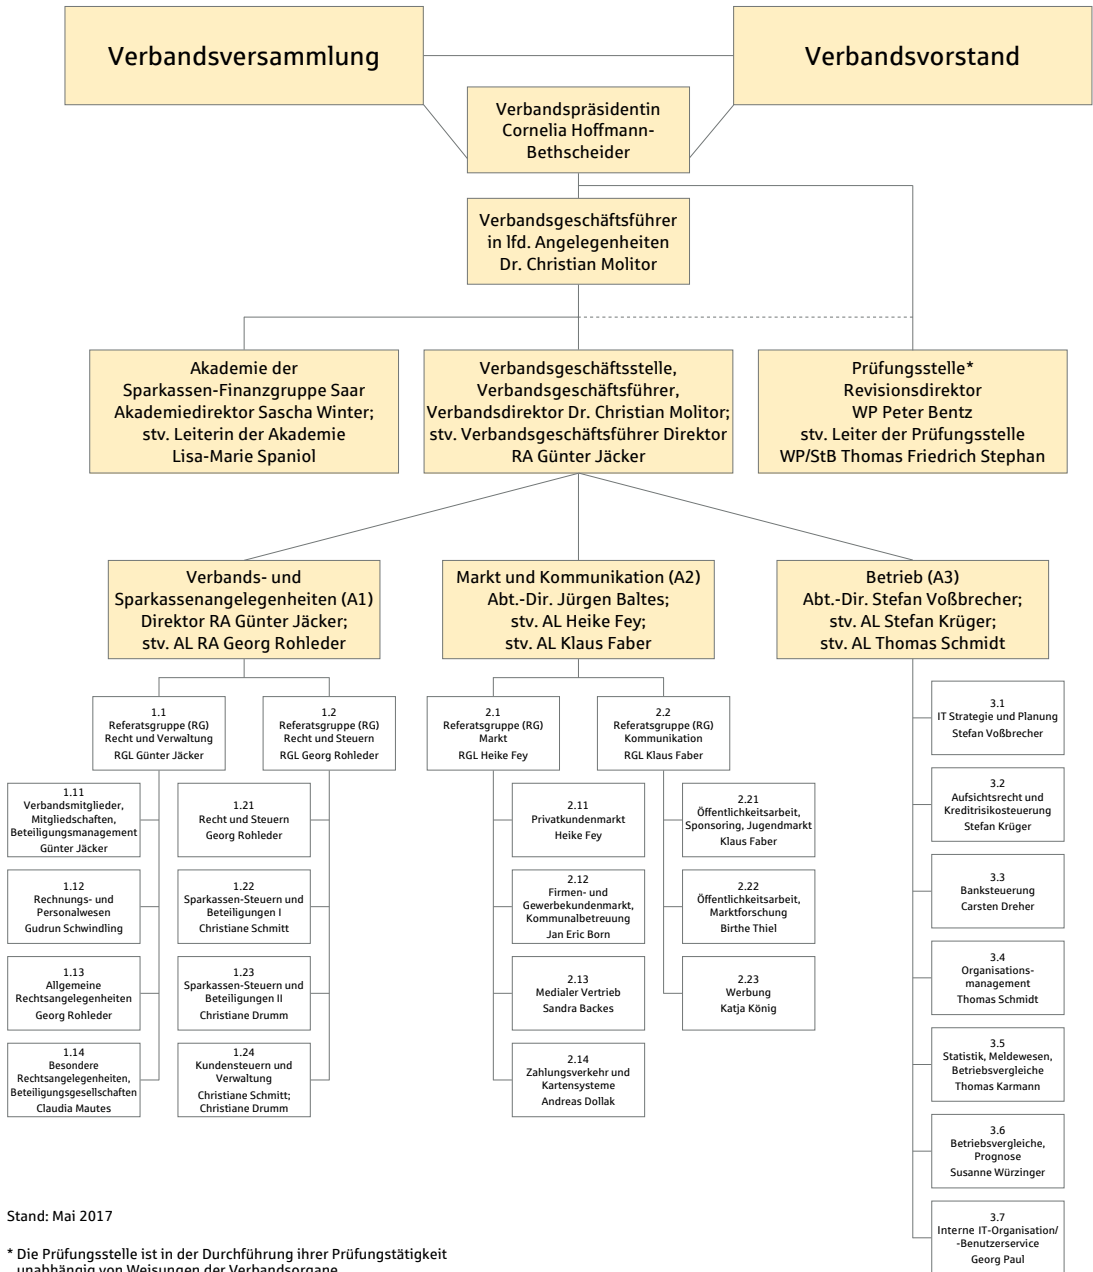 Verbandsversammlung
Verbandsvorstand
Verbandspräsidentin
Cornelia Hoffmann-
Bethscheider
Verbandsgeschäftsführer
in lfd. Angelegenheiten
Dr. Christian Molitor
Akademie der
Sparkassen-Finanzgruppe Saar
Akademiedirektor Sascha Winter;
stv. Leiterin der Akademie
Lisa-Marie Spaniol
Verbandsgeschäftsstelle,
Verbandsgeschäftsführer,
Verbandsdirektor Dr. Christian Molitor;
stv. Verbandsgeschäftsführer Direktor
RA Günter Jäcker
Prüfungsstelle*
Revisionsdirektor
WP Peter Bentz
stv. Leiter der Prüfungsstelle
WP/StB Thomas Friedrich Stephan
Verbands- und
Sparkassenangelegenheiten (A1)
Direktor RA Günter Jäcker;
stv. AL RA Georg Rohleder
Markt und Kommunikation (A2)
Abt.-Dir. Jürgen Baltes;
stv. AL Heike Fey;
stv. AL Klaus Faber
Betrieb (A3)
Abt.-Dir. Stefan Voßbrecher;
stv. AL Stefan Krüger;
stv. AL Thomas Schmidt
1.1
Referatsgruppe (RG)
Recht und Verwaltung
RGL Günter Jäcker
1.11
Verbandsmitglieder,
Mitgliedschaften,
Beteiligungsmanagement
Günter Jäcker
1.12
Rechnungs- und
Personalwesen
Gudrun Schwindling
1.13
Allgemeine
Rechtsangelegenheiten
Georg Rohleder
1.14
Besondere
Rechtsangelegenheiten,
Beteiligungsgesellschaften
Claudia Mautes
1.2
Referatsgruppe (RG)
Recht und Steuern
RGL Georg Rohleder
1.21
Recht und Steuern
Georg Rohleder
1.22
Sparkassen-Steuern und
Beteiligungen I
Christiane Schmitt
1.23
Sparkassen-Steuern und
Beteiligungen II
Christiane Drumm
1.24
Kundensteuern und
Verwaltung
Christiane Schmitt;
Christiane Drumm
2.1
Referatsgruppe (RG)
Markt
RGL Heike Fey
2.11
Privatkundenmarkt
Heike Fey
2.12
Firmen- und
Gewerbekundenmarkt,
Kommunalbetreuung
Jan Eric Born
2.13
Medialer Vertrieb
Sandra Backes
2.14
Zahlungsverkehr und
Kartensysteme
Andreas Dollak
2.2
Referatsgruppe (RG)
Kommunikation
RGL Klaus Faber
2.21
Öffentlichkeitsarbeit,
Sponsoring, Jugendmarkt
Klaus Faber
2.22
Öffentlichkeitsarbeit,
Marktforschung
Birthe Thiel
2.23
Werbung
Katja König
3.1
IT Strategie und Planung
Stefan Voßbrecher
3.2
Aufsichtsrecht und
Kreditrisikosteuerung
Stefan Krüger
3.3
Banksteuerung
Carsten Dreher
3.4
Organisations-
management
Thomas Schmidt
3.5
Statistik, Meldewesen,
Betriebsvergleiche
Thomas Karmann
3.6
Betriebsvergleiche,
Prognose
Susanne Würzinger
3.7
Interne IT-Organisation/
-Benutzerservice
Georg Paul
Stand: Mai 2017
* Die Prüfungsstelle ist in der Durchführung ihrer Prüfungstätigkeit
unabhängig von Weisungen der Verbandsorgane